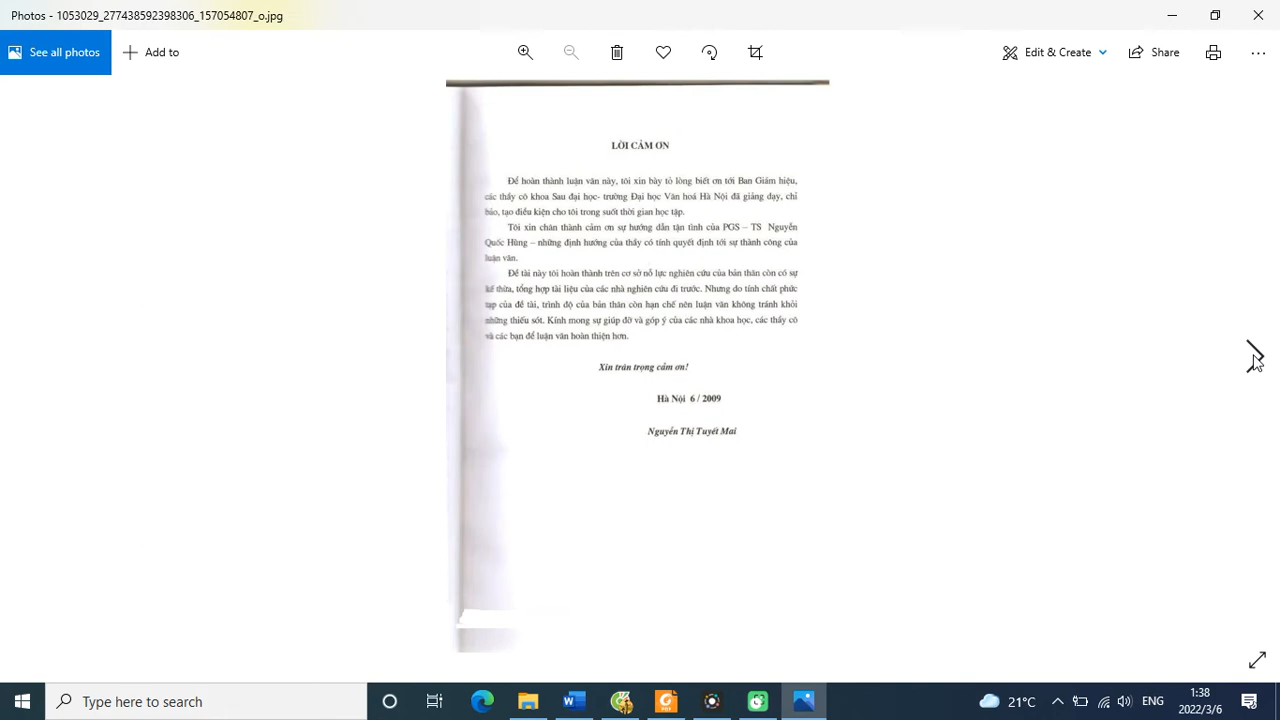 Photos - 1053029_277438592398306_157054807_o.jpg
See all photos
Add to
Edit & Create
Share
LỜI CẢM ƠN
Để hoàn thành luận văn này, tôi xin bày tỏ lòng biết ơn tới Ban Giám hiệu,
các thầy cô khoa Sau đại học- trường Đại học Văn hoá Hà Nội đã giảng dạy, chỉ
bảo, tạo điều kiện cho tôi trong suốt thời gian học tập.
Tôi xin chân thành cảm ơn sự hướng dẫn tận tình của PGS – TS Nguyễn
Quốc Hùng – những định hướng của thầy có tính quyết định tới sự thành công của
luận văn.
Đề tài này tôi hoàn thành trên cơ sở nỗ lực nghiên cứu của bản thân còn có sự
kế thừa, tổng hợp tài liệu của các nhà nghiên cứu đi trước. Nhưng do tính chất phức
tạp của đề tài, trình độ của bản thân còn hạn chế nên luận văn không tránh khỏi
những thiếu sót. Kính mong sự giúp đỡ và góp ý của các nhà khoa học, các thầy cô
và các bạn để luận văn hoàn thiện hơn.
Xin trân trọng cảm ơn!
Hà Nội 6 / 2009
Nguyễn Thị Tuyết Mai
Type here to search
21°C
ENG
1:38
2022/3/6